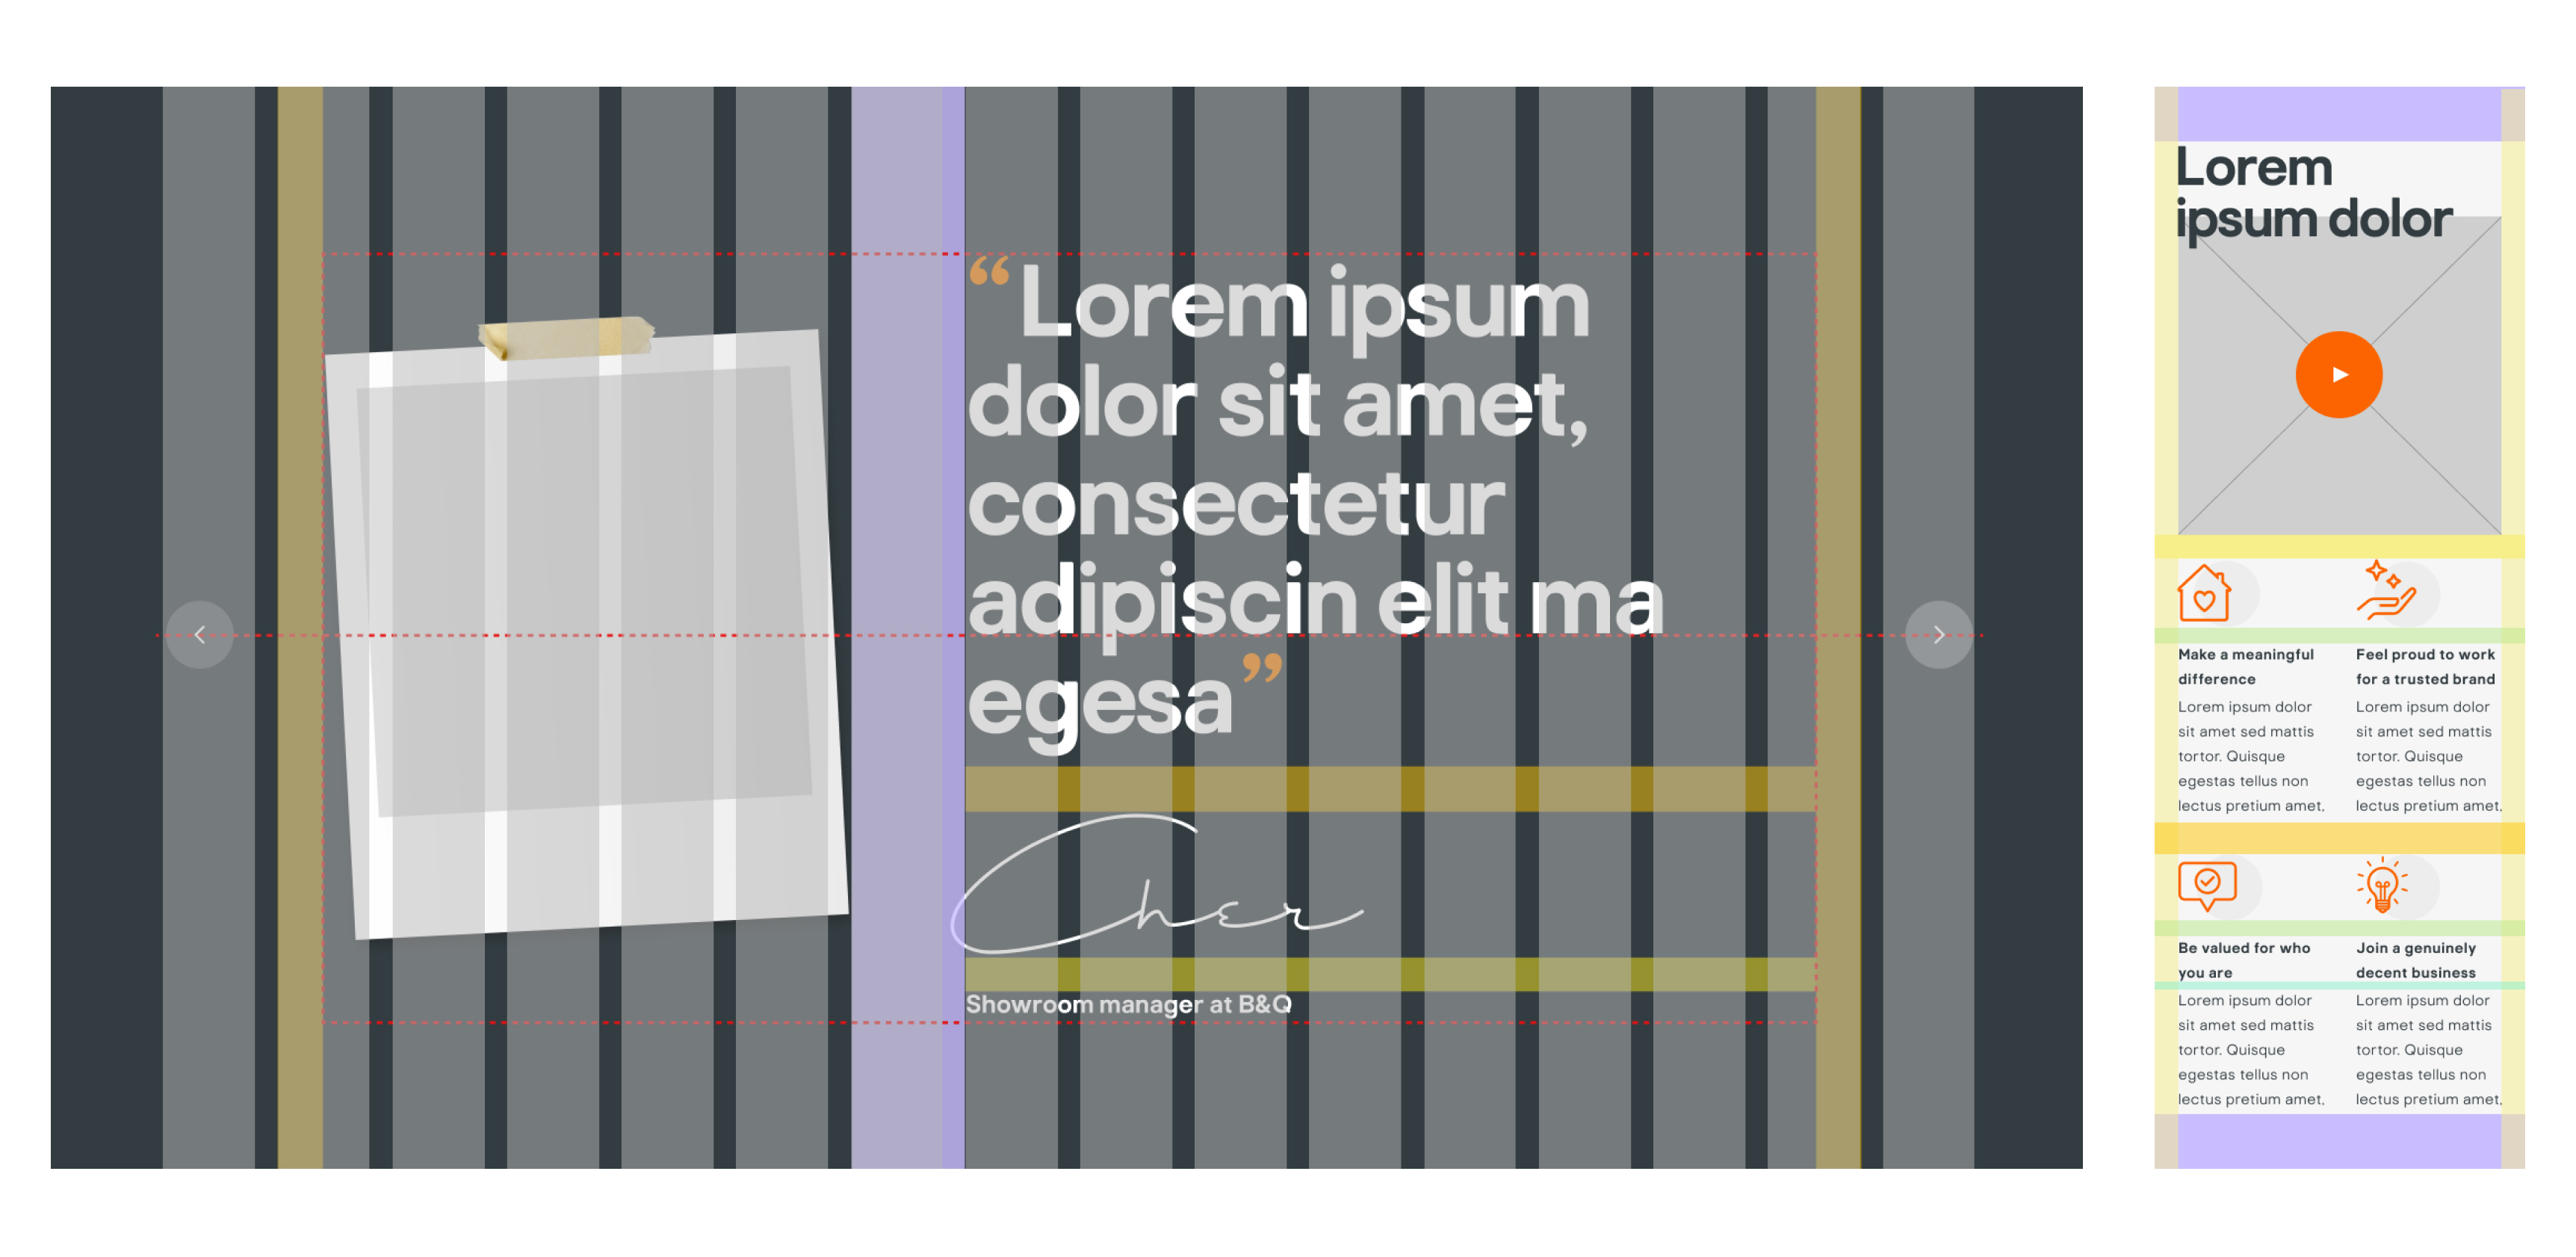 “Lorem ipsum
dolor sit amet,
consectetur
adipiscin elit ma
egesa”
Cher
Showroom manager at B&Q
Lorem
ipsum dolor
Make a meaningful
difference
Lorem ipsum dolor
sit amet sed mattis
tortor. Quisque
egestas tellus non
lectus pretium amet.
Feel proud to work
for a trusted brand
Lorem ipsum dolor
sit amet sed mattis
tortor. Quisque
egestas tellus non
lectus pretium amet.
Be valued for who
you are
Lorem ipsum dolor
sit amet sed mattis
tortor. Quisque
egestas tellus non
lectus pretium amet.
Join a genuinely
decent business
Lorem ipsum dolor
sit amet sed mattis
tortor. Quisque
egestas tellus non
lectus pretium amet.